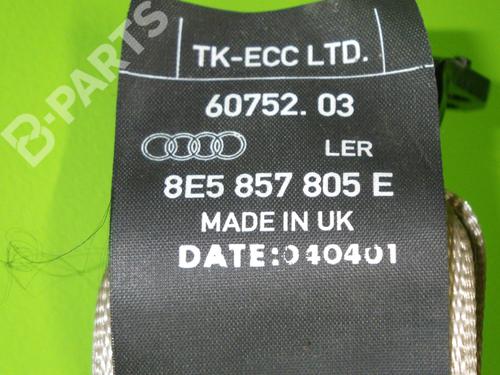 TK-ECC LTD.
60752. 03
LER
8E5 857 805 E
MADE IN UK
DATE:040401
B-PARTS